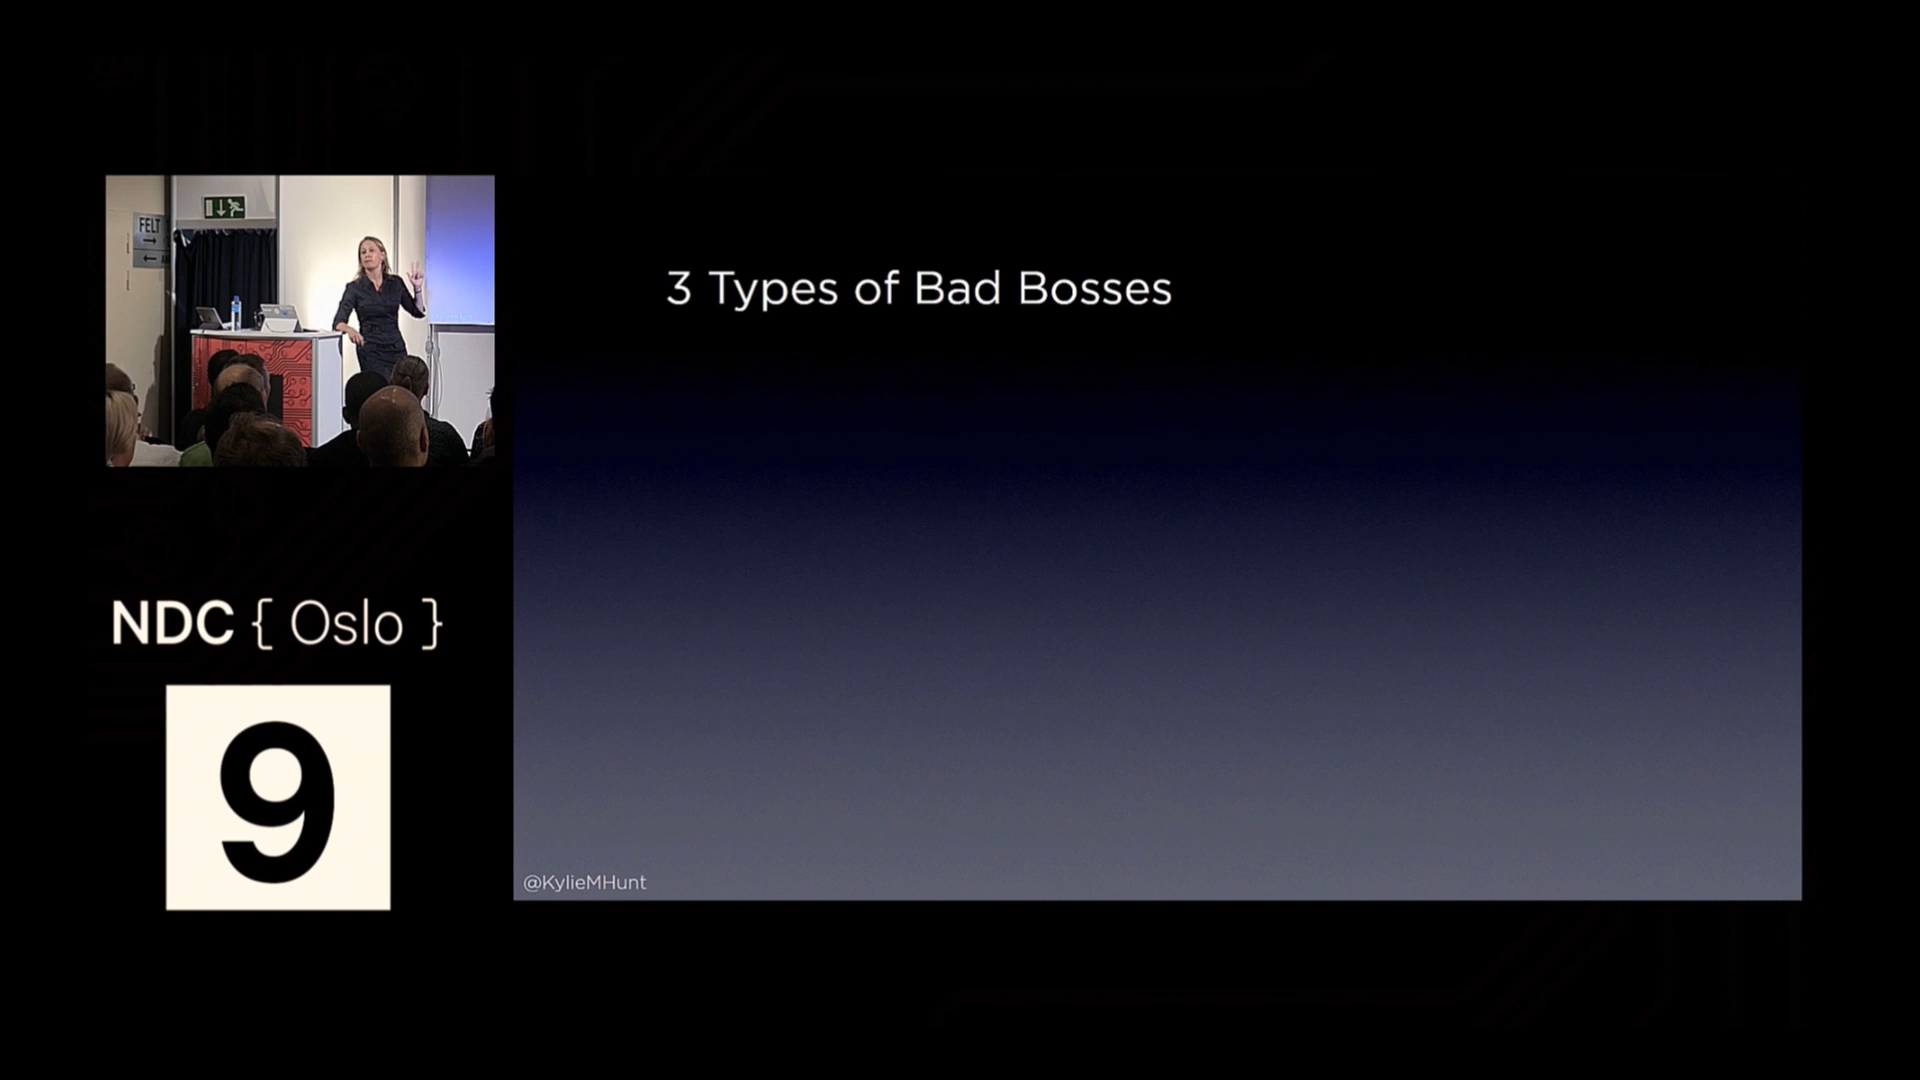 FELT
3 Types of Bad Bosses
NDC { Oslo }
9
@KylieMHunt